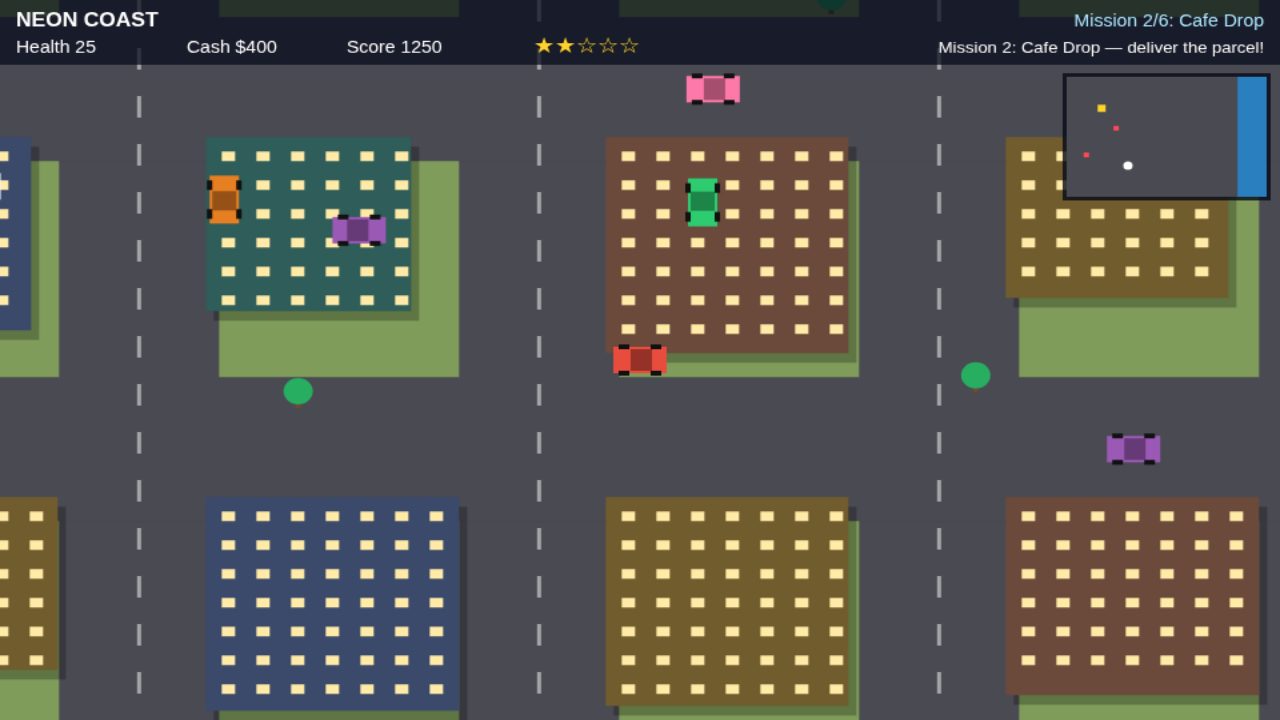 NEON COAST
Mission 2/6: Cafe Drop
Health 25 Cash $400 Score 1250 ★★☆☆☆
Mission 2: Cafe Drop — deliver the parcel!